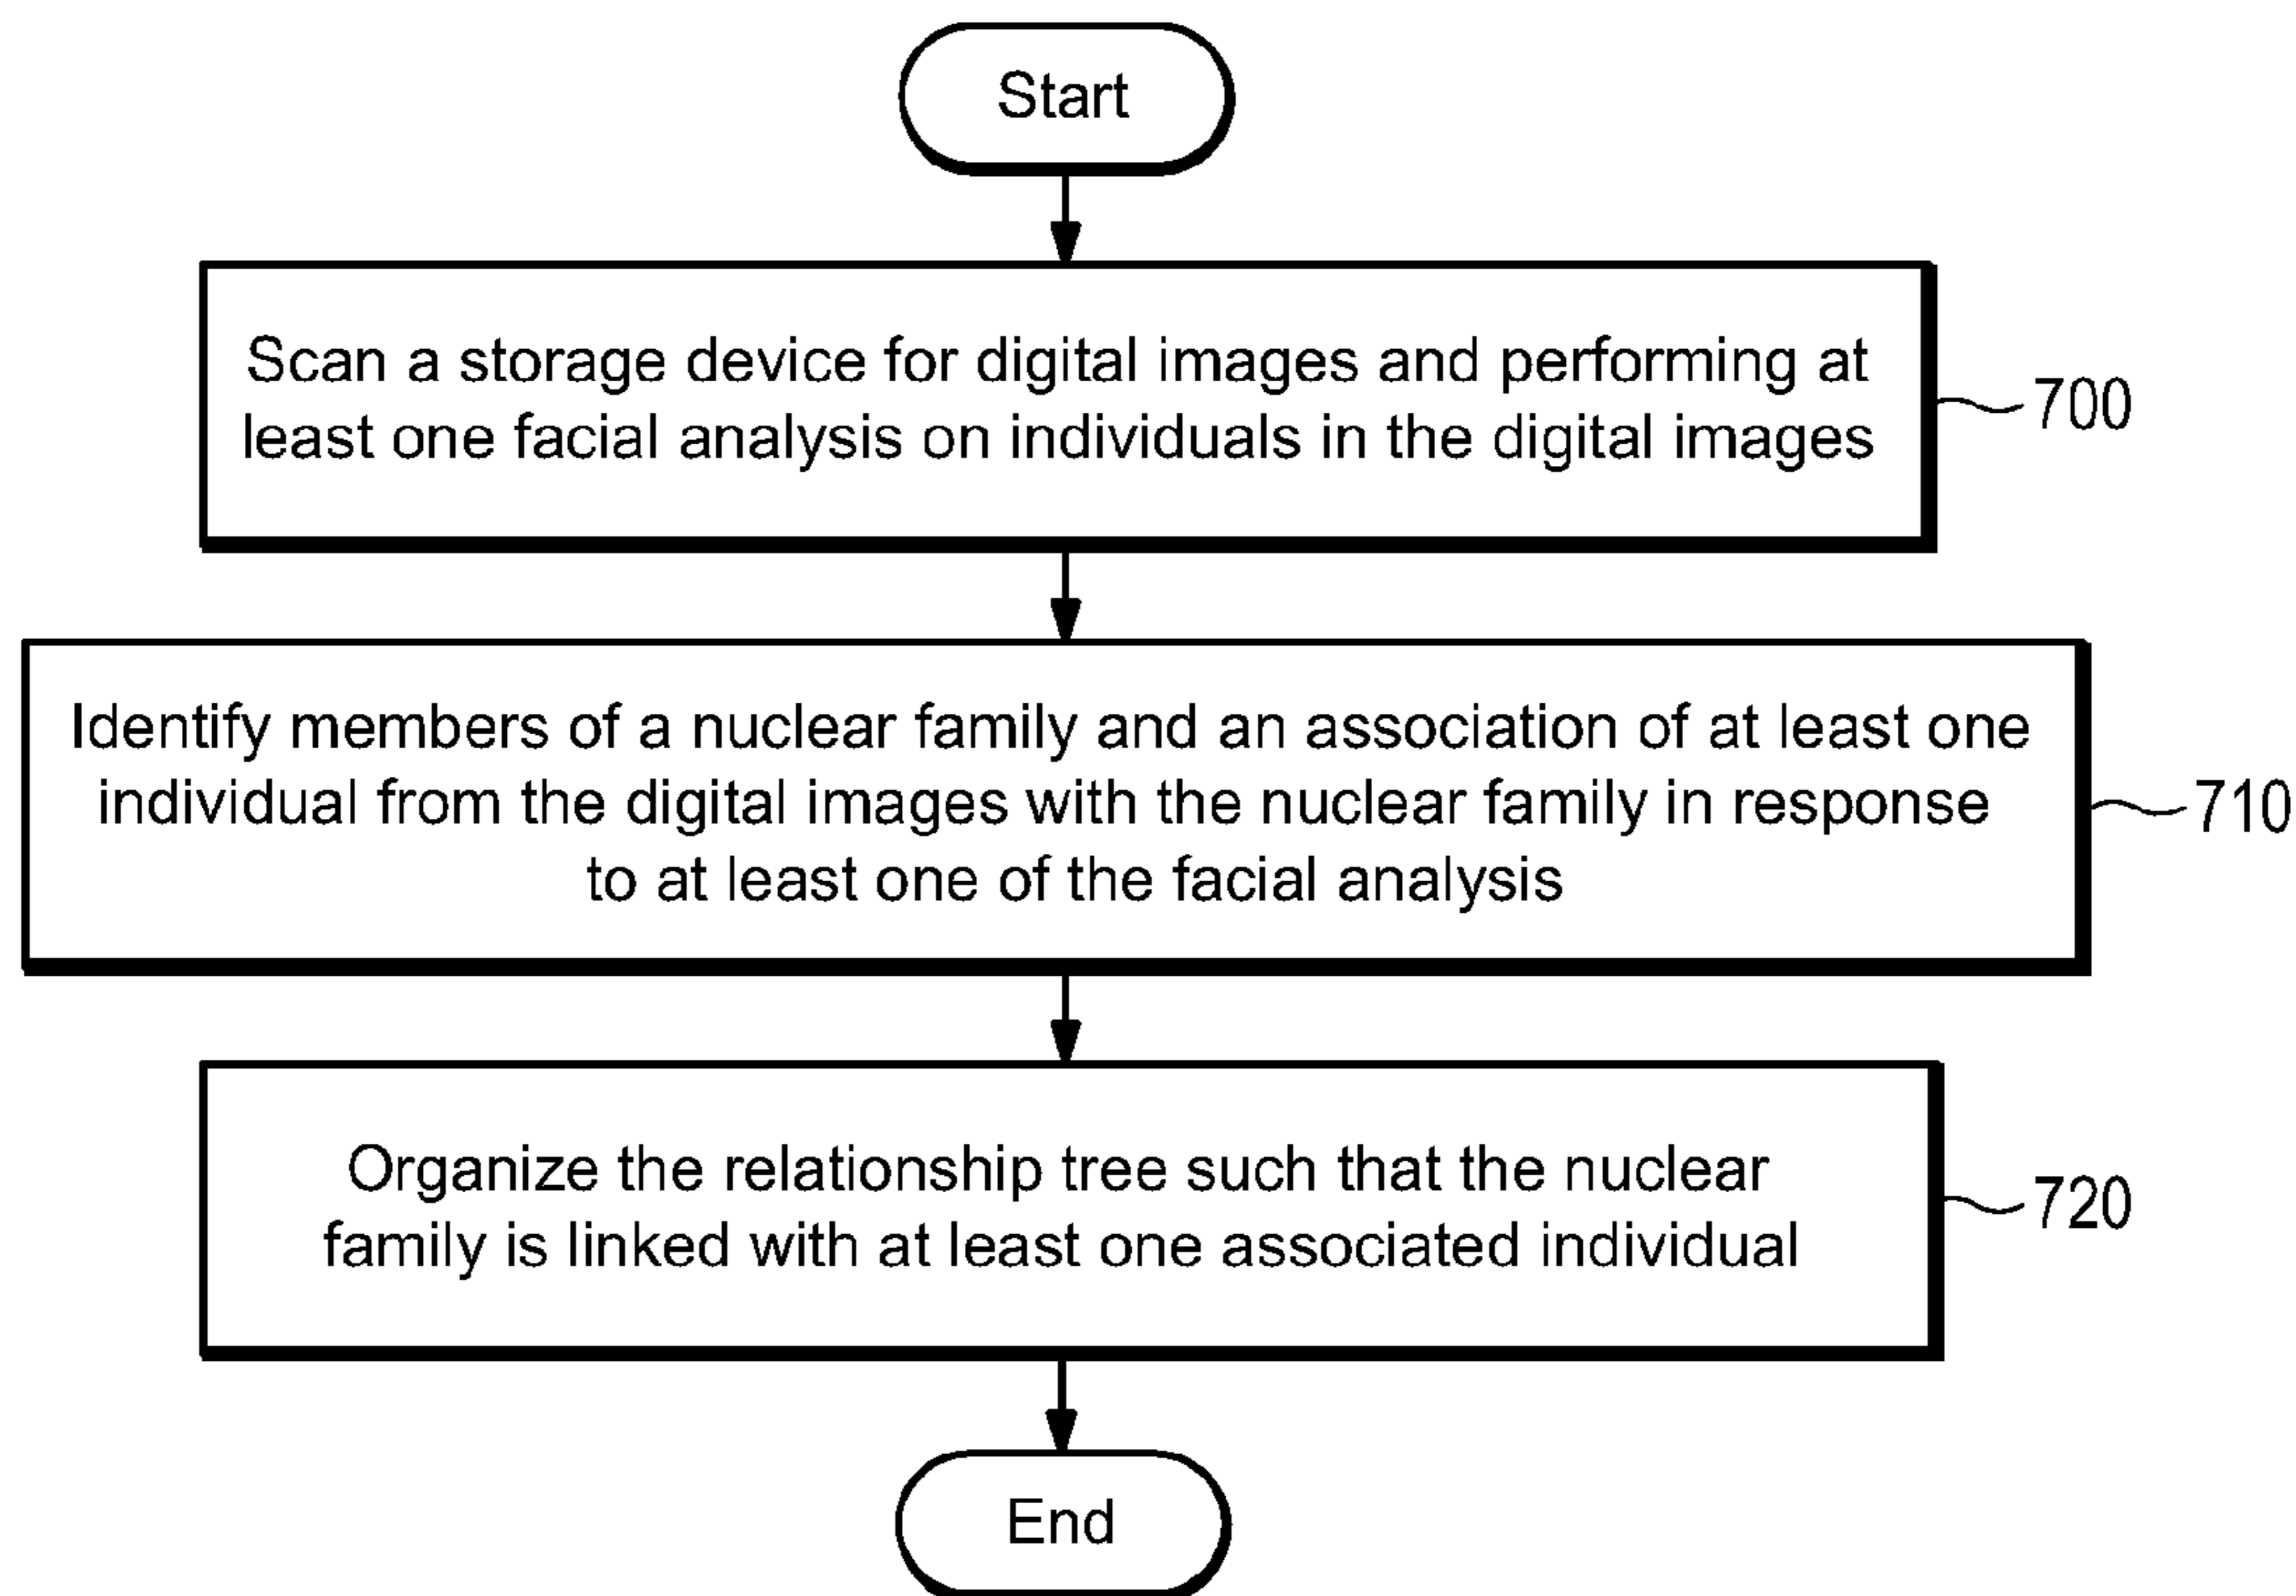 Start
Scan a storage device for digital images and performing at
least one facial analysis on individuals in the digital images
700
Identify members of a nuclear family and an association of at least one
individual from the digital images with the nuclear family in response
to at least one of the facial analysis
710
Organize the relationship tree such that the nuclear
family is linked with at least one associated individual
720
End